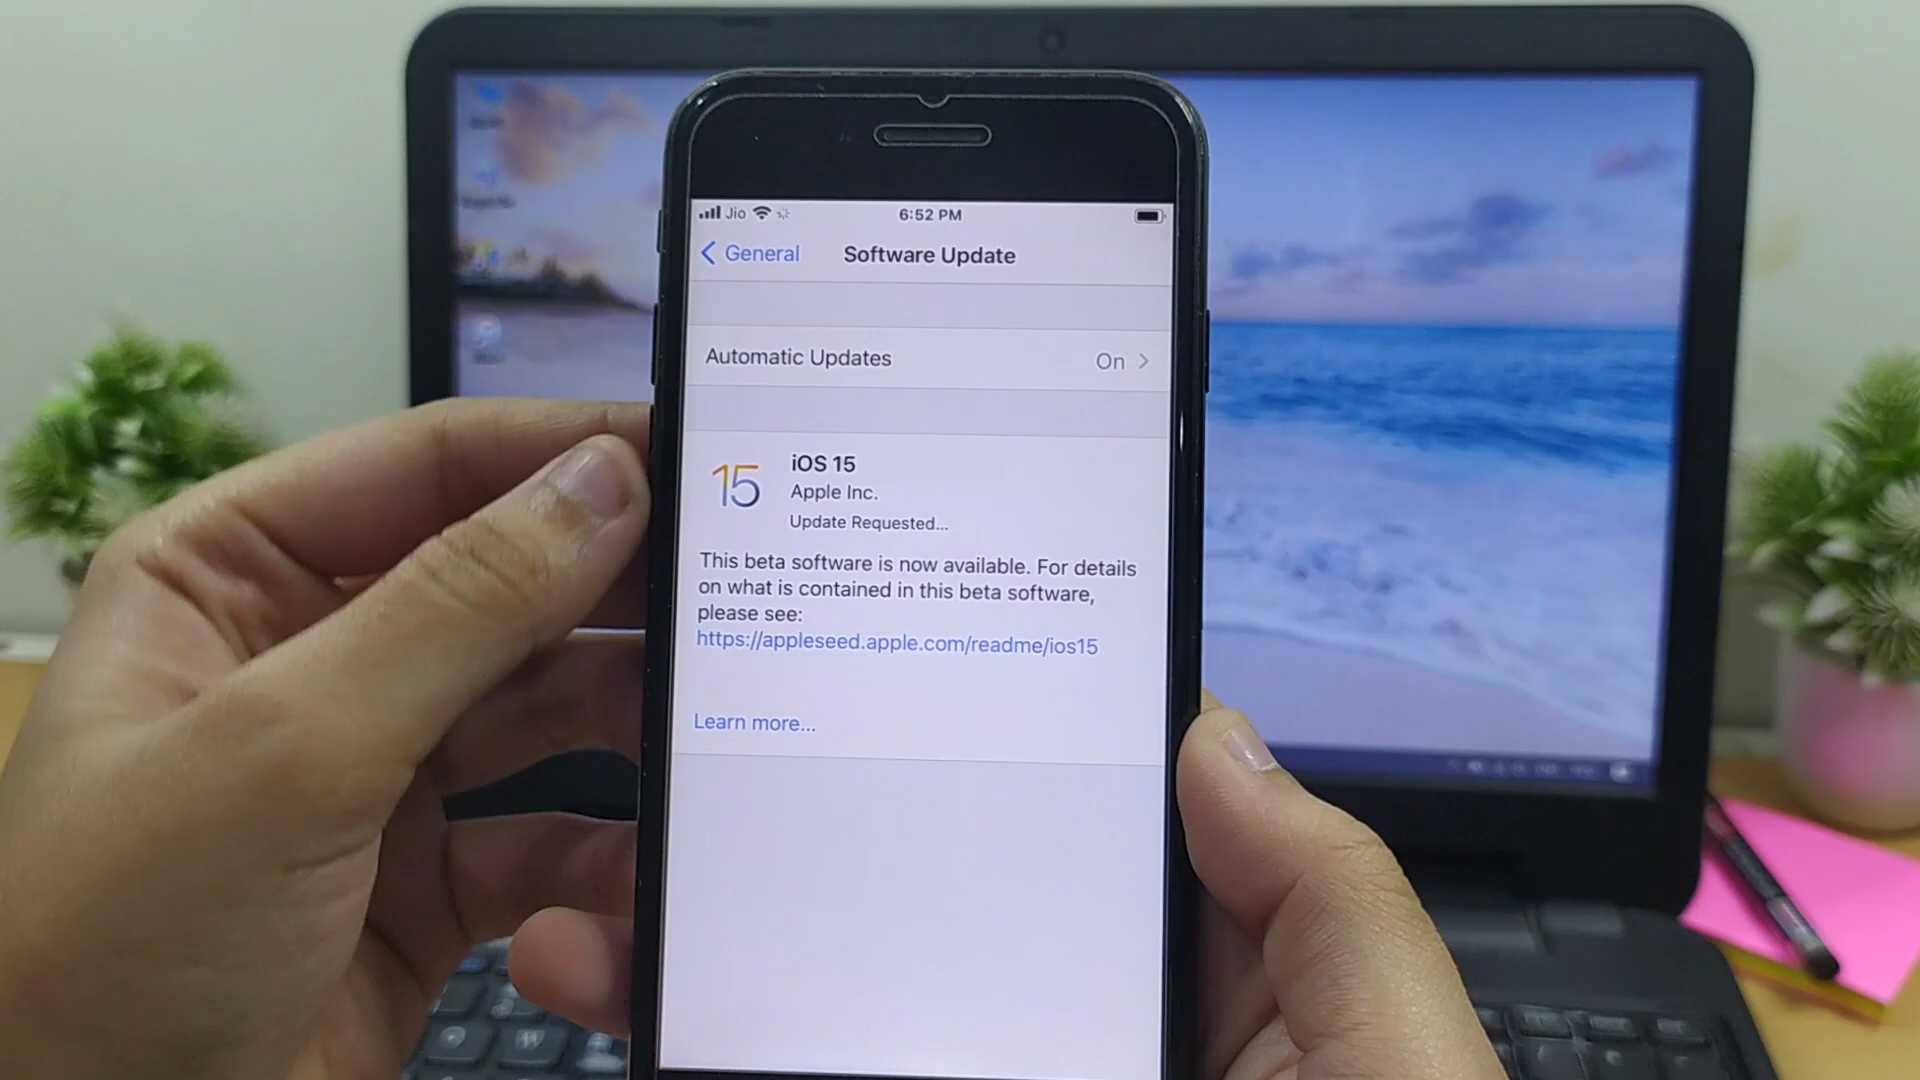 Jio
6:52 PM
General
Software Update
Automatic Updates
On
15
iOS 15
Apple Inc.
Update Requested...
This beta software is now available. For details
on what is contained in this beta software,
please see:
https://appleseed.apple.com/readme/ios15
Learn more...